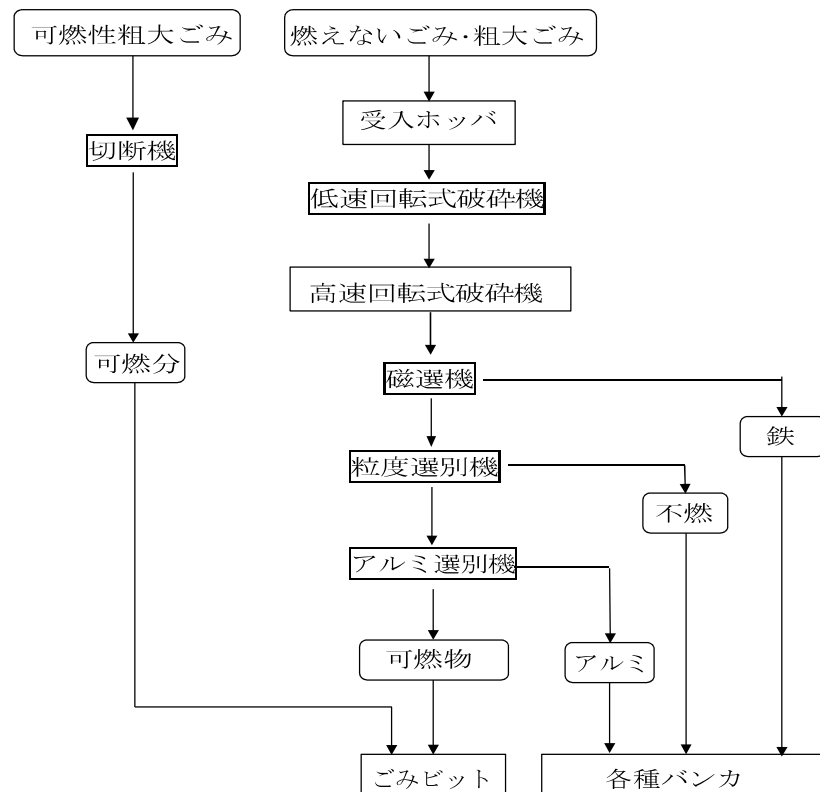 可燃性粗大ごみ
燃えないごみ・粗大ごみ
受入ホッパ
切断機
低速回転式破砕機
高速回転式破砕機
可燃分
磁選機
鉄
粒度選別機
不燃
アルミ選別機
可燃物
アルミ
ごみピット
各種バンカ